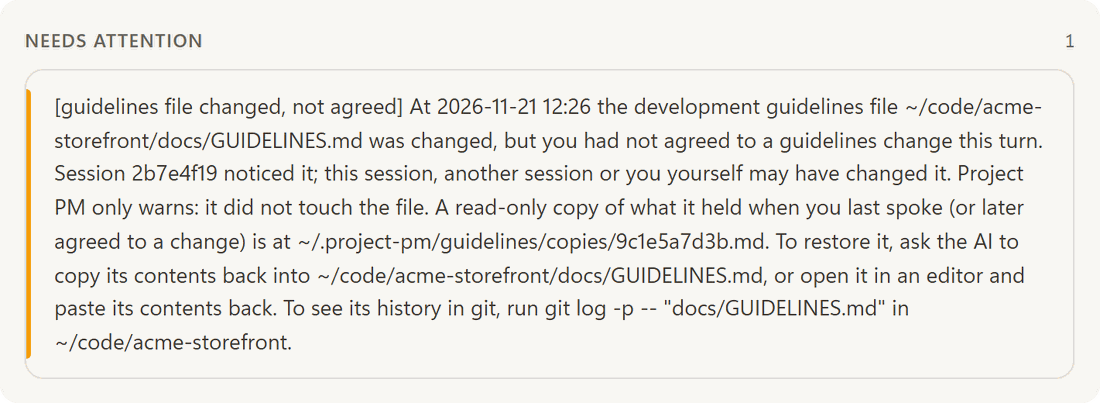 NEEDS ATTENTION 1
[guidelines file changed, not agreed] At 2026-11-21 12:26 the development guidelines file ~/code/acme-
storefront/docs/GUIDELINES.md was changed, but you had not agreed to a guidelines change this turn.
Session 2b7e4f19 noticed it; this session, another session or you yourself may have changed it. Project
PM only warns: it did not touch the file. A read-only copy of what it held when you last spoke (or later
agreed to a change) is at ~/.project-pm/guidelines/copies/9c1e5a7d3b.md. To restore it, ask the AI to
copy its contents back into ~/code/acme-storefront/docs/GUIDELINES.md, or open it in an editor and
paste its contents back. To see its history in git, run git log -p -- "docs/GUIDELINES.md" in
~/code/acme-storefront.